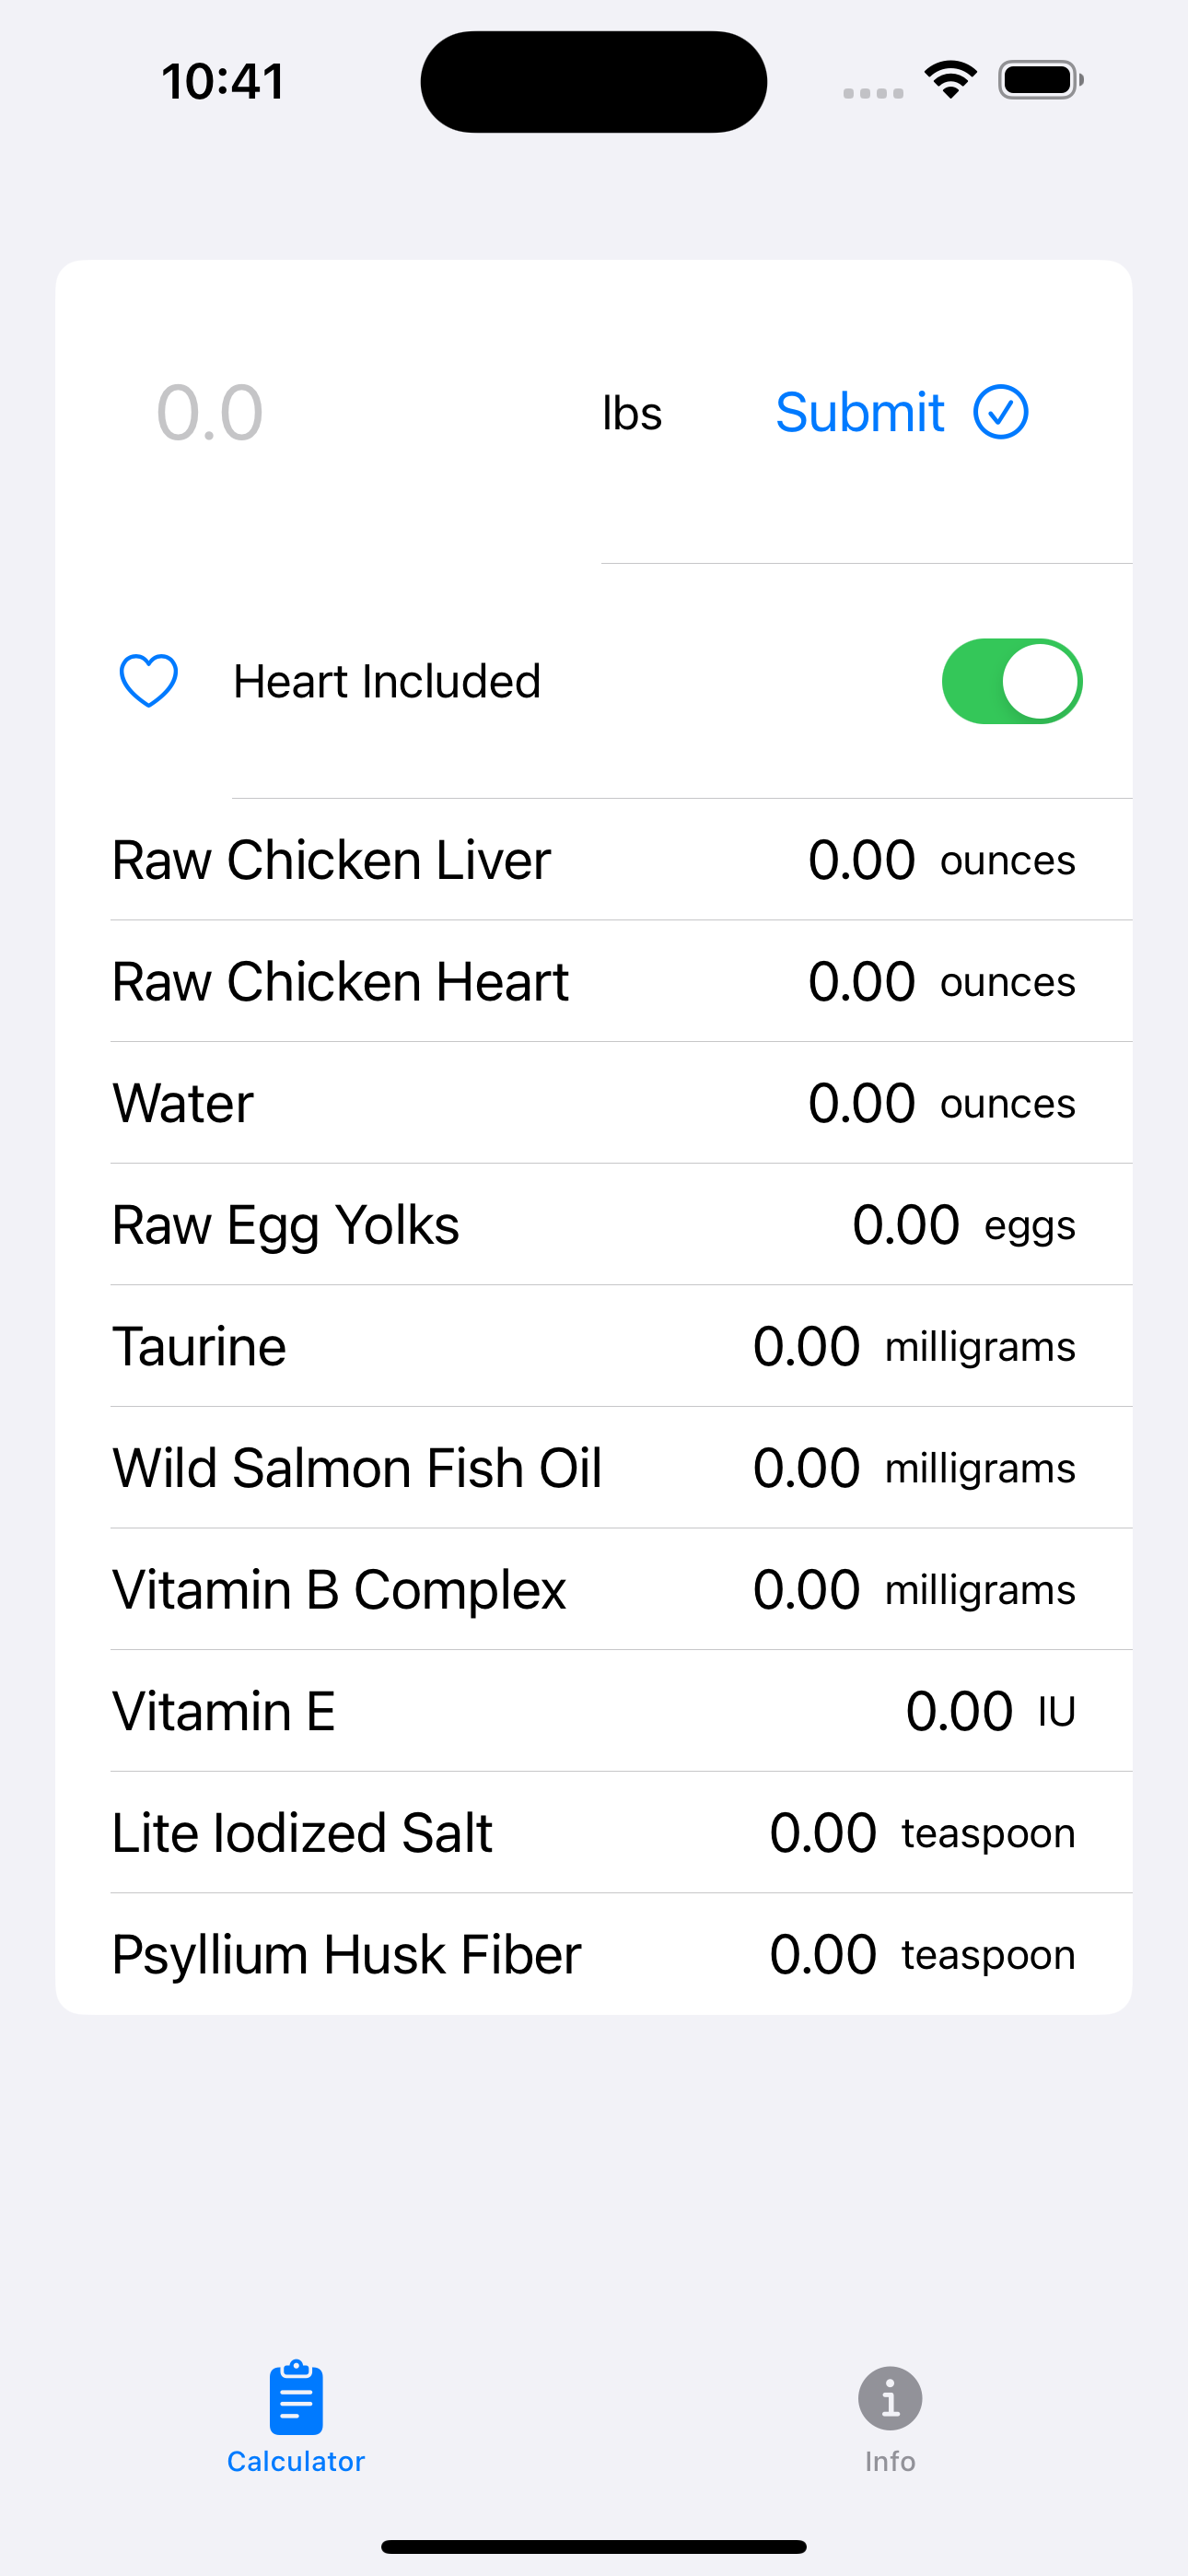 10:41
0.0 lbs Submit
Heart Included
Raw Chicken Liver 0.00 ounces
Raw Chicken Heart 0.00 ounces
Water 0.00 ounces
Raw Egg Yolks 0.00 eggs
Taurine 0.00 milligrams
Wild Salmon Fish Oil 0.00 milligrams
Vitamin B Complex 0.00 milligrams
Vitamin E 0.00 IU
Lite Iodized Salt 0.00 teaspoon
Psyllium Husk Fiber 0.00 teaspoon
Calculator Info